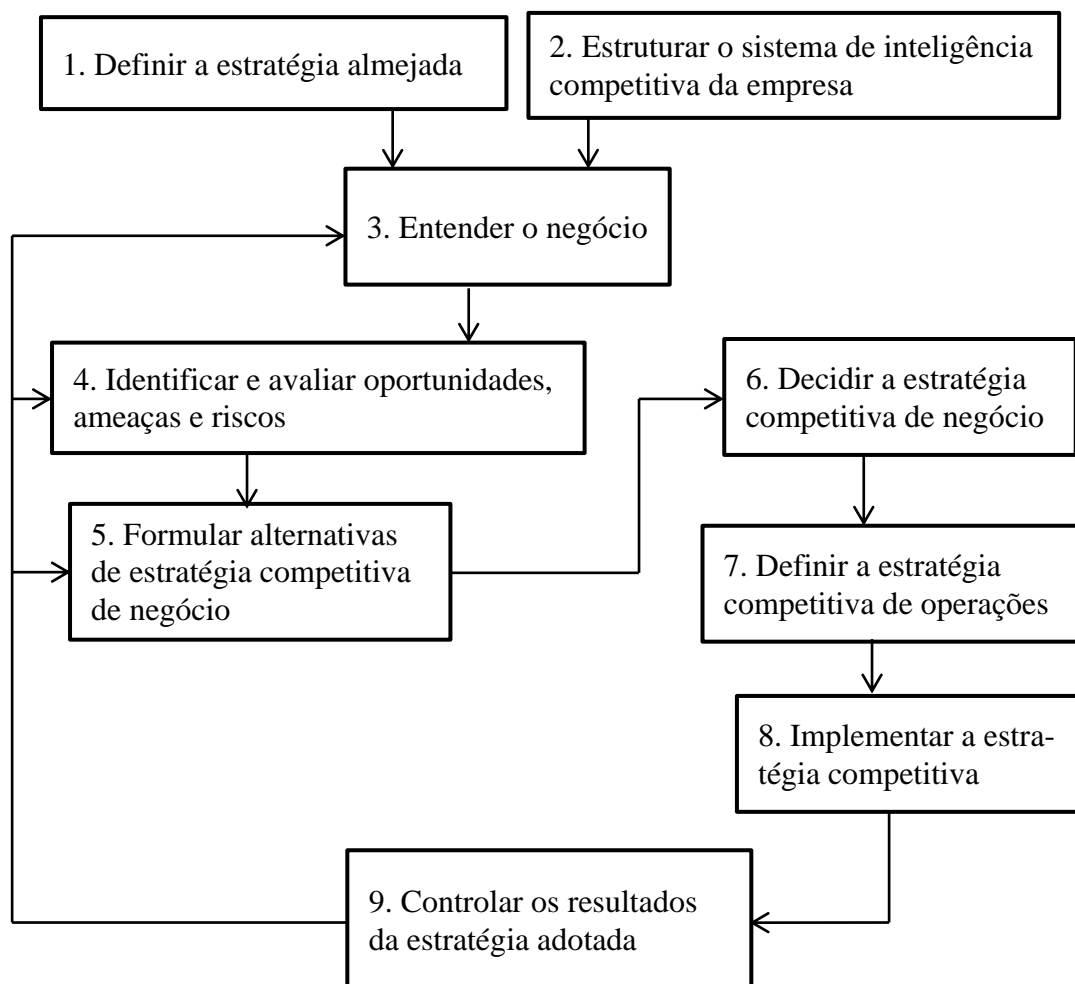 1. Definir a estratégia almejada
2. Estruturar o sistema de inteligência
competitiva da empresa
3. Entender o negócio
4. Identificar e avaliar oportunidades,
ameaças e riscos
5. Formular alternativas
de estratégia competitiva
de negócio
6. Decidir a estratégia
competitiva de negócio
7. Definir a estratégia
competitiva de operações
8. Implementar a estra-
tégia competitiva
9. Controlar os resultados
da estratégia adotada